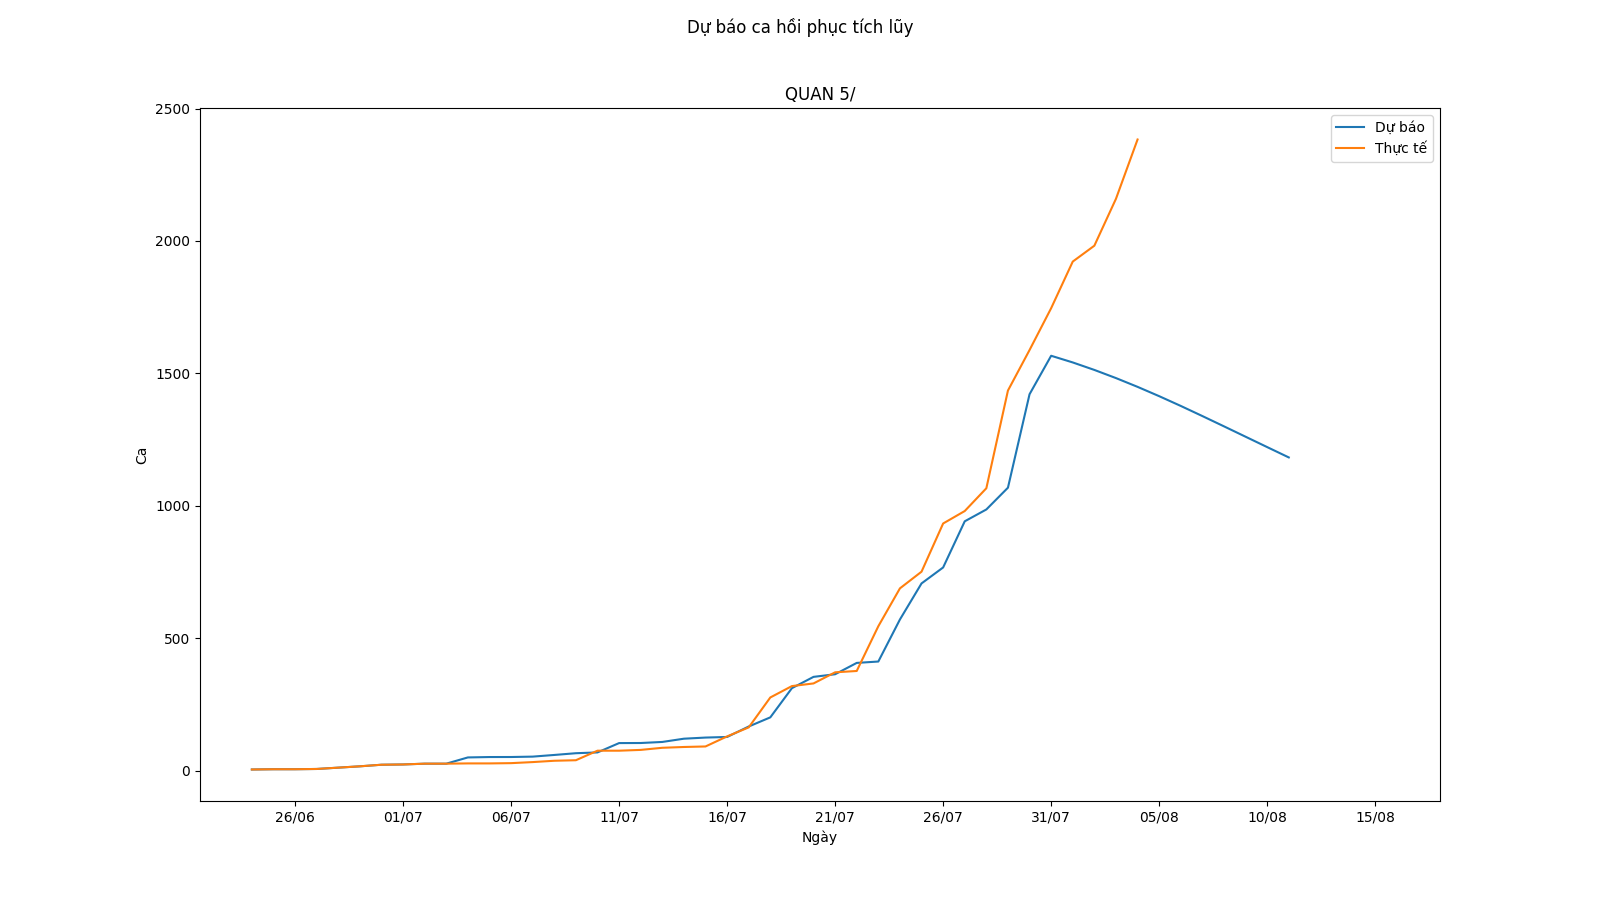 Dự báo ca hồi phục tích lũy
QUAN 5/
2500
2000
1500
1000
500
0
Ca
Dự báo
Thực tế
26/06 01/07 06/07 11/07 16/07 21/07 26/07 31/07 05/08 10/08 15/08
Ngày